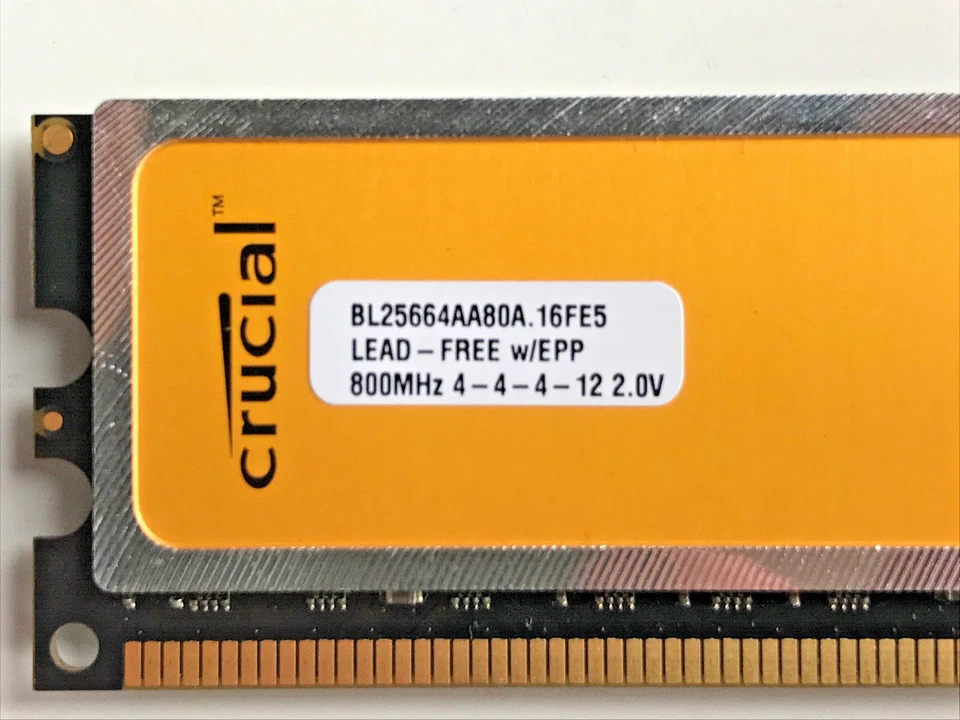 crucial™
BL25664AA80A.16FE5
LEAD – FREE w/EPP
800MHz 4 – 4 – 4 – 12 2.0V